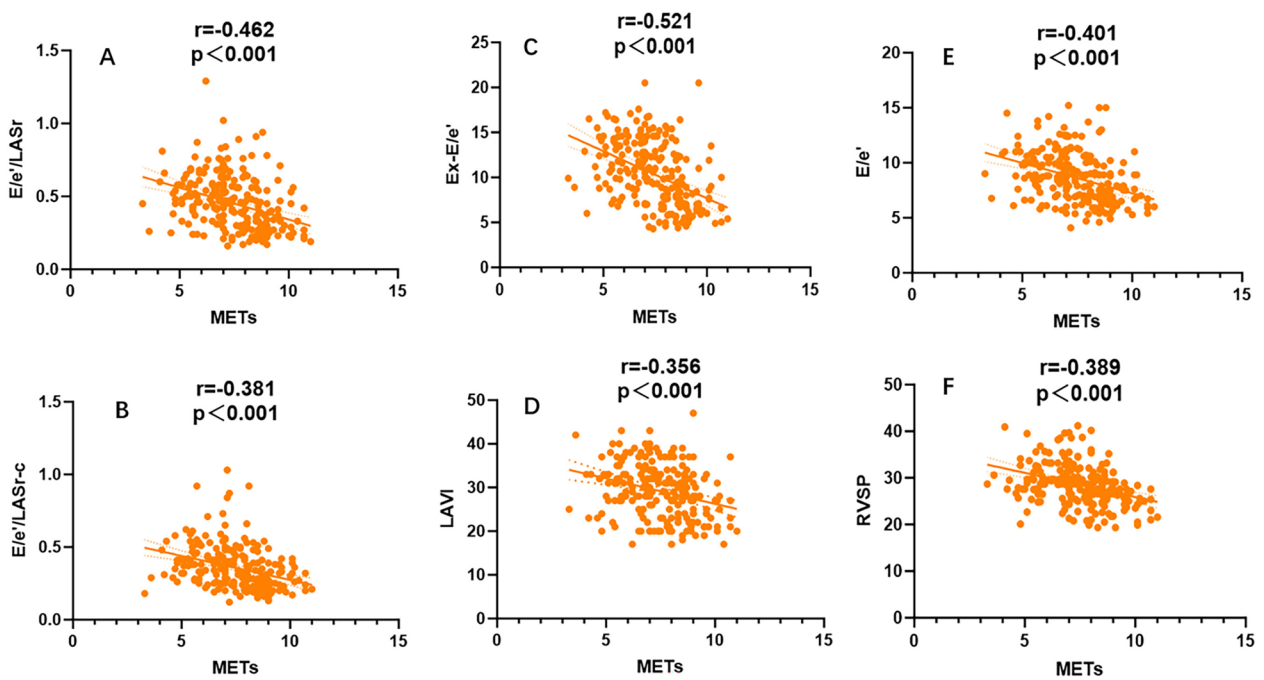 A
r=-0.462
p<0.001
E/e'/LASr
1.5
1.0
0.5
0.0
0 5 10 15
METs
C
r=-0.521
p<0.001
Ex-E/e'
25
20
15
10
5
0
0 5 10 15
METs
E
r=-0.401
p<0.001
E/e'
20
15
10
5
0
0 5 10 15
METs
B
r=-0.381
p<0.001
E/e'/LASr-c
1.5
1.0
0.5
0.0
0 5 10 15
METs
D
r=-0.356
p<0.001
LAVI
50
40
30
20
10
0
0 5 10 15
METs
F
r=-0.389
p<0.001
RVSP
50
40
30
20
10
0
0 5 10 15
METs